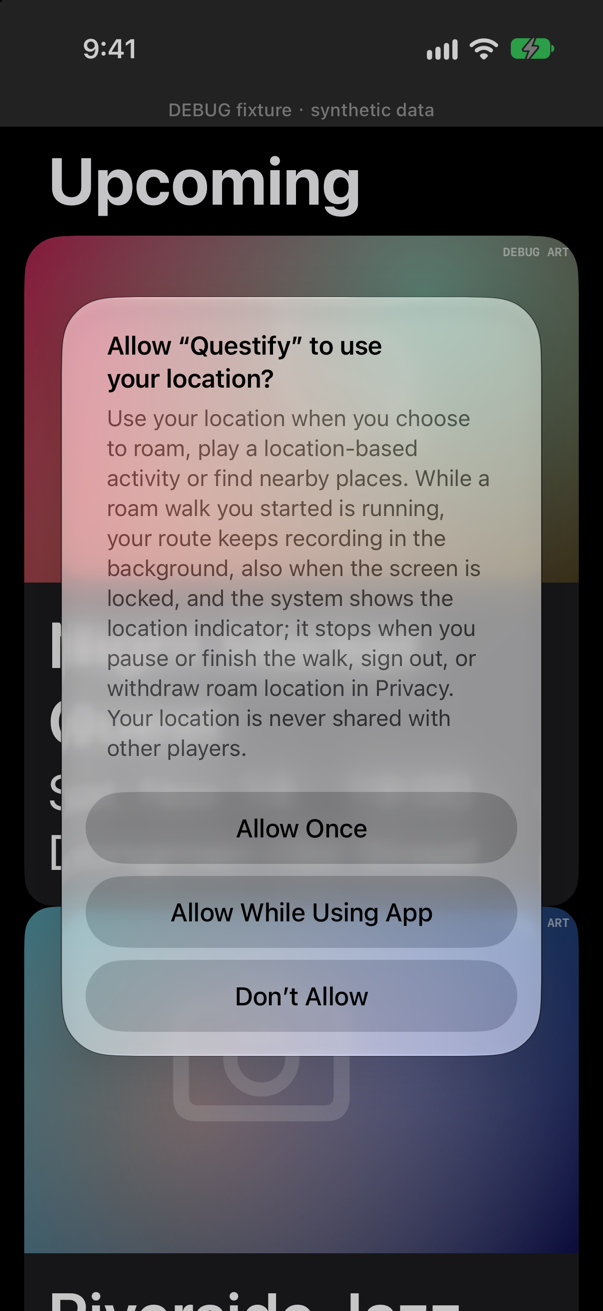 9:41
DEBUG fixture · synthetic data
Upcoming
DEBUG ART
Allow “Questify” to use
your location?
Use your location when you choose
to roam, play a location-based
activity or find nearby places. While a
roam walk you started is running,
your route keeps recording in the
background, also when the screen is
locked, and the system shows the
location indicator; it stops when you
pause or finish the walk, sign out, or
withdraw roam location in Privacy.
Your location is never shared with
other players.
Allow Once
Allow While Using App
Don’t Allow
ART
Riverside Jazz